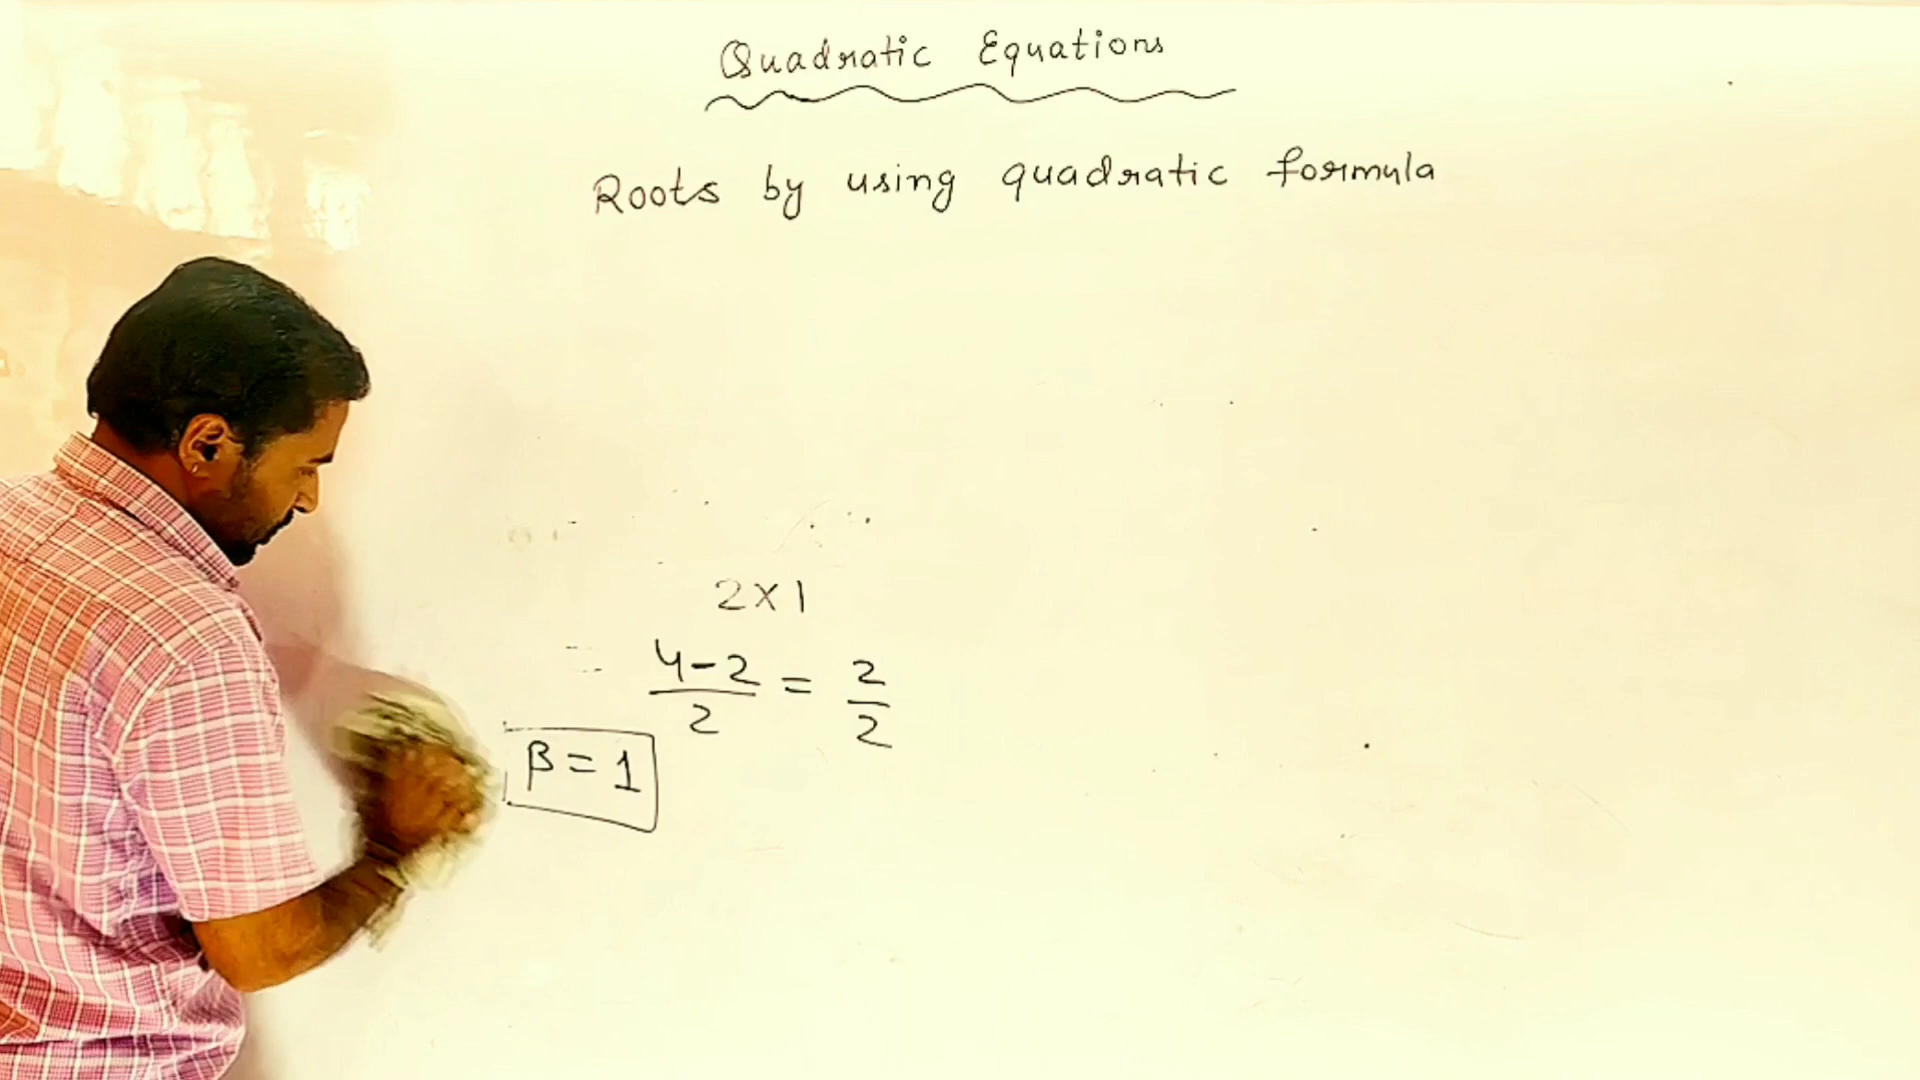 Quadratic Equations
Roots by using quadratic formula
2×1
= 4-2/2 = 2/2
β = 1